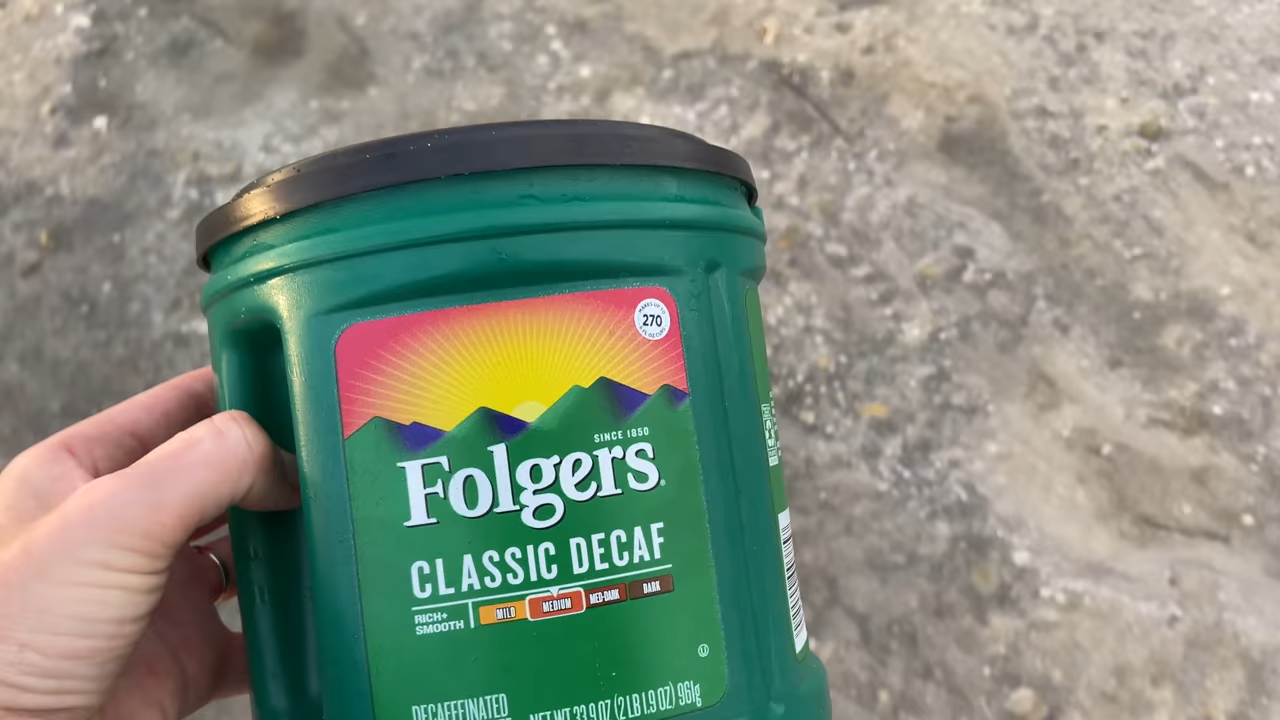 MAKES UP TO
270
6 FL OZ CUPS
SINCE 1850
Folgers
CLASSIC DECAF
RICH+
SMOOTH
MILD
MEDIUM
MED-DARK
DARK
DECAFFEINATED
NET WT 33.9 OZ (2 LB 1.9 OZ) 961g